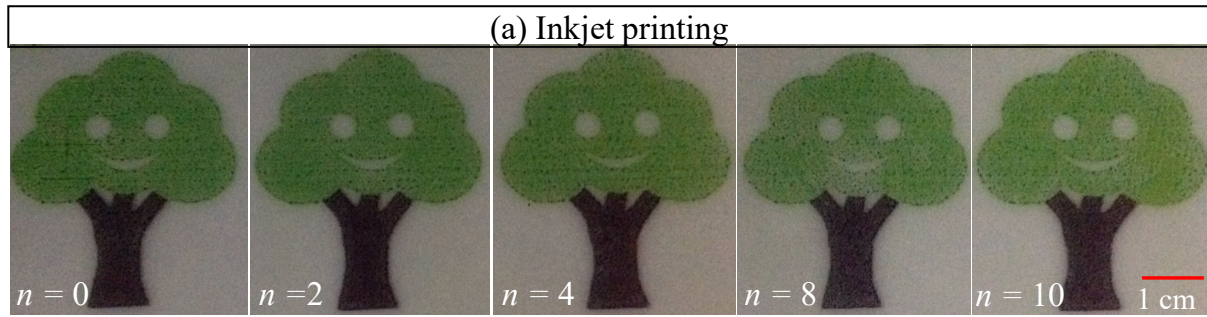 (a) Inkjet printing
n = 0
n =2
n = 4
n = 8
n = 10
1 cm